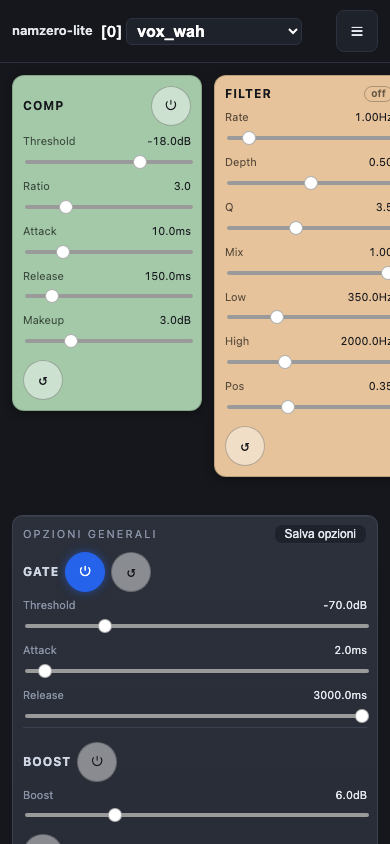 namzero-lite [0] vox_wah
COMP
Threshold -18.0dB
Ratio 3.0
Attack 10.0ms
Release 150.0ms
Makeup 3.0dB
FILTER off
Rate 1.00Hz
Depth 0.50
Q 3.5
Mix 1.00
Low 350.0Hz
High 2000.0Hz
Pos 0.35
OPZIONI GENERALI Salva opzioni
GATE
Threshold -70.0dB
Attack 2.0ms
Release 3000.0ms
BOOST
Boost 6.0dB